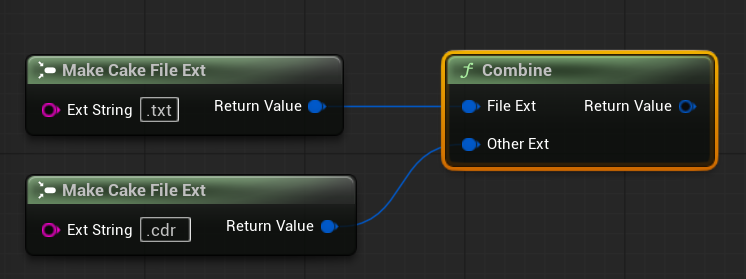 Make Cake File Ext
Ext String .txt Return Value
Make Cake File Ext
Ext String .cdr Return Value
f Combine
File Ext Return Value
Other Ext